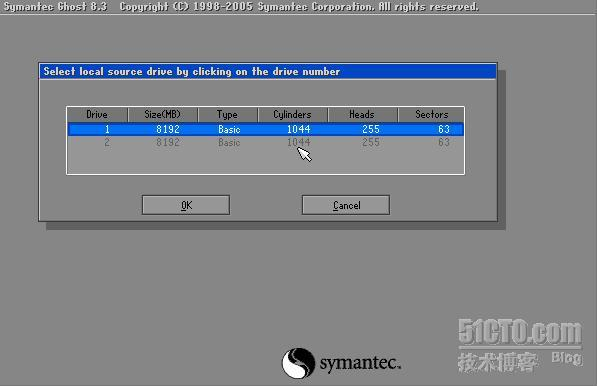 Symantec Ghost 8.3 Copyright (C) 1998-2005 Symantec Corporation. All rights reserved.
Select local source drive by clicking on the drive number
Drive Size(MB) Type Cylinders Heads Sectors
1 8192 Basic 1044 255 63
2 8192 Basic 1044 255 63
OK Cancel
51CTO.com
技术博客 Blog
symantec.